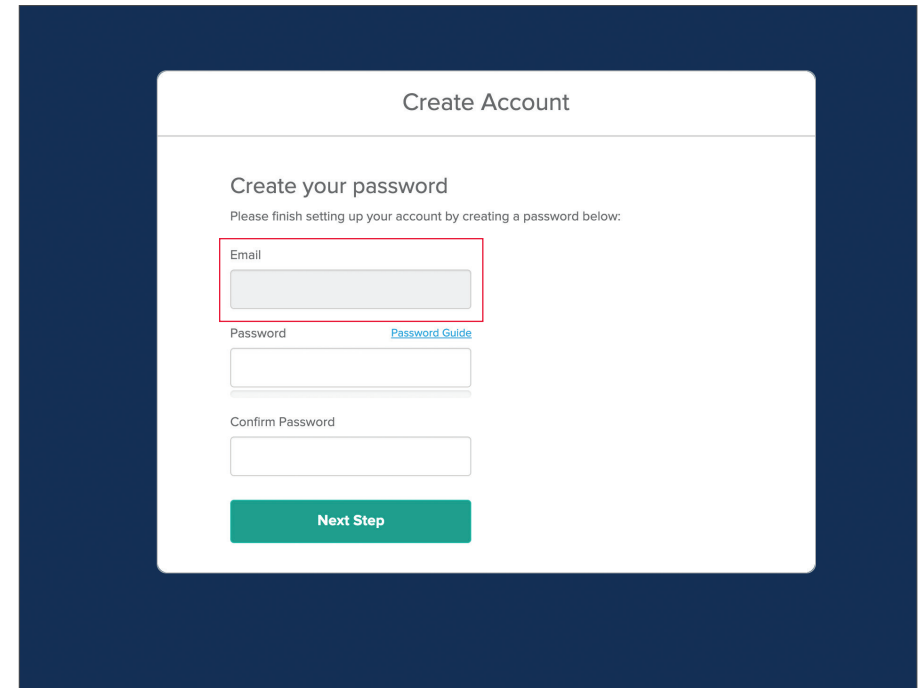 Create Account
Create your password
Please finish setting up your account by creating a password below:
Email
Password Password Guide
Confirm Password
Next Step